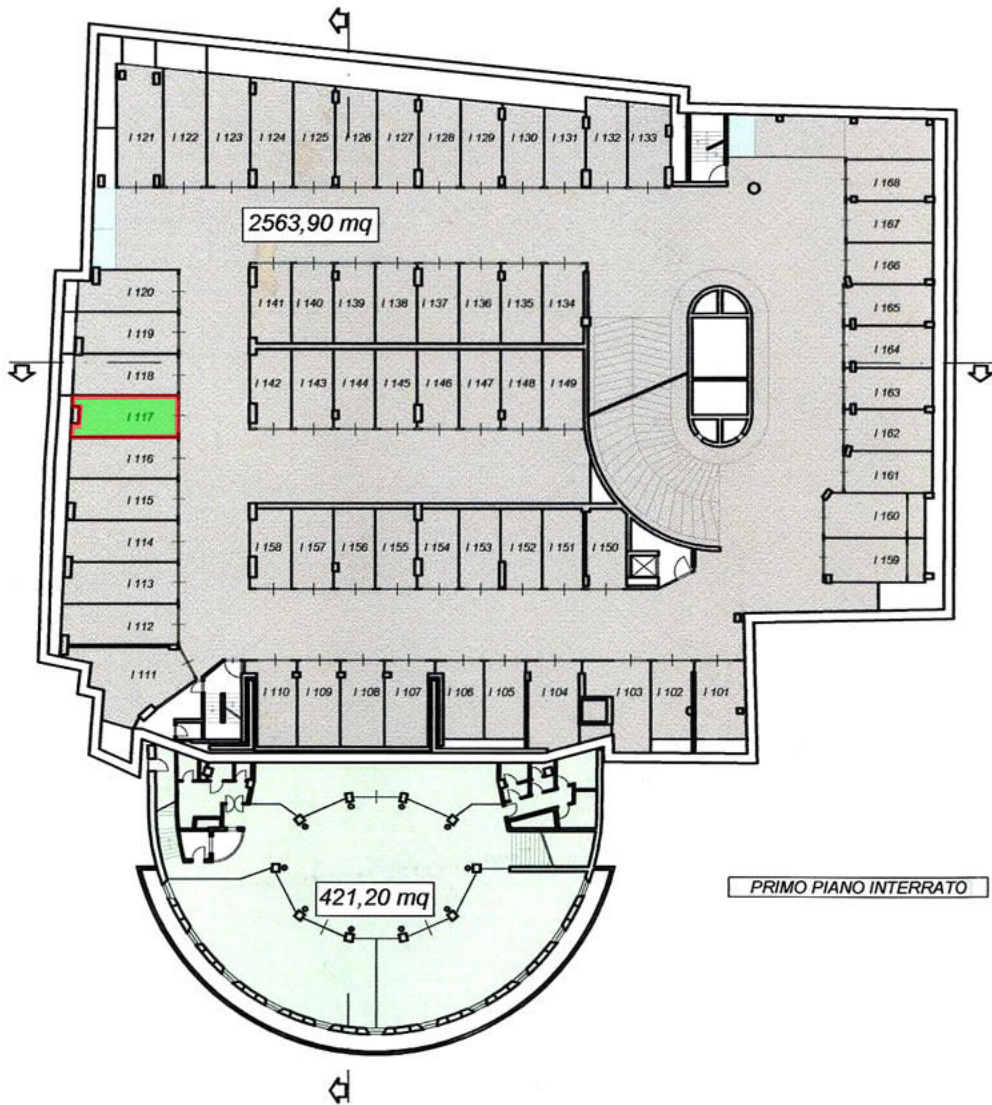 I 121 I 122 I 123 I 124 I 125 I 126 I 127 I 128 I 129 I 130 I 131 I 132 I 133
2563,90 mq
I 168
I 167
I 166
I 165
I 164
I 163
I 162
I 161
I 160
I 159
I 120
I 119
I 118
I 117
I 116
I 115
I 114
I 113
I 112
I 111
I 141 I 140 I 139 I 138 I 137 I 136 I 135 I 134
I 142 I 143 I 144 I 145 I 146 I 147 I 148 I 149
I 158 I 157 I 156 I 155 I 154 I 153 I 152 I 151 I 150
I 110 I 109 I 108 I 107 I 106 I 105 I 104 I 103 I 102 I 101
421,20 mq
PRIMO PIANO INTERRATO